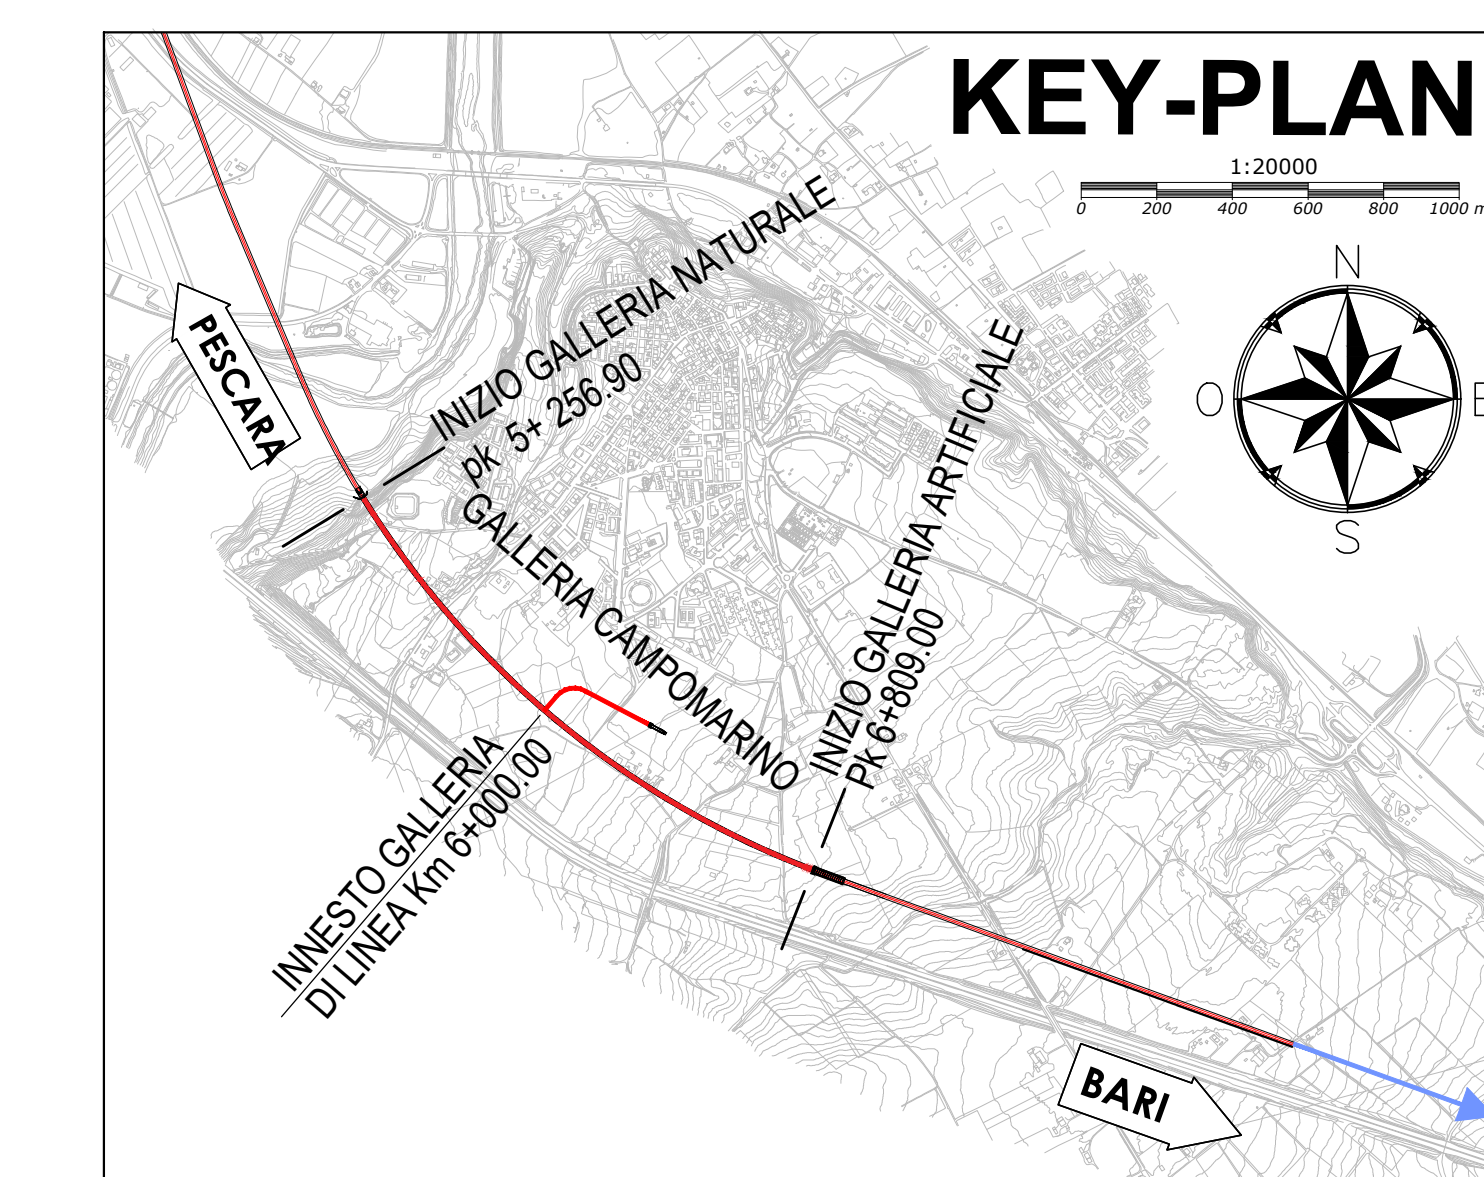 KEY-PLAN
1:20000
0 200 400 600 800 1000 m
N
O
E
S
PESCARA
INIZIO GALLERIA NATURALE
pk 5+ 256.90
GALLERIA CAMPOMARINO
INIZIO GALLERIA ARTIFICIALE
Pk 6+809.00
INNESTO GALLERIA
DI LINEA Km 6+000.00
BARI